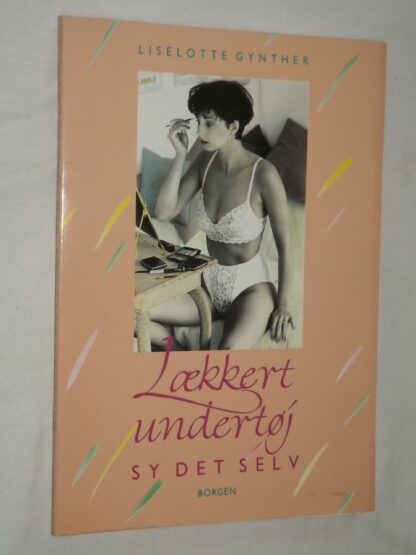 LISELOTTE GYNTHER
Lækkert
undertøj
SY DET SELV
BORGEN